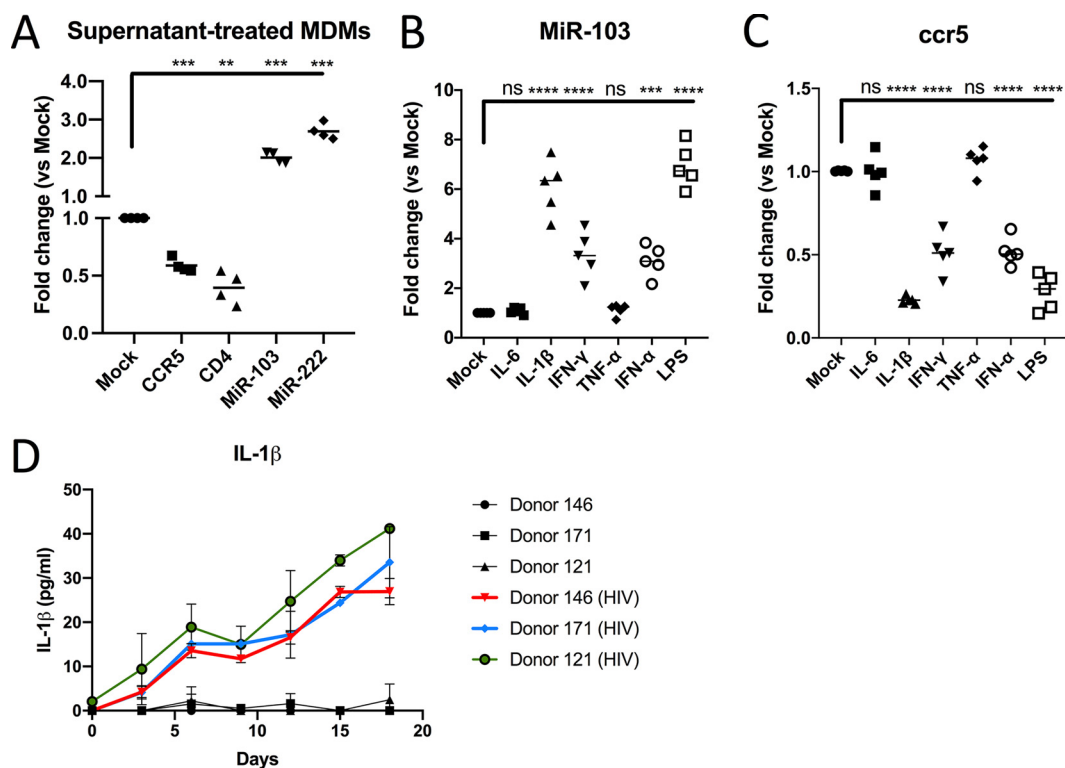 A
Supernatant-treated MDMs
*** ** *** ***
Fold change (vs Mock)
4.0
3.0
2.0
1.0
1.0
0.5
0.0
Mock
CCR5
CD4
MiR-103
MiR-222
B
MiR-103
ns **** **** ns *** ****
Fold change (vs Mock)
10
8
6
4
2
0
Mock
IL-6
IL-1β
IFN-γ
TNF-α
IFN-α
LPS
C
ccr5
ns **** **** ns **** ****
Fold change (vs Mock)
1.5
1.0
0.5
0.0
Mock
IL-6
IL-1β
IFN-γ
TNF-α
IFN-α
LPS
D
IL-1β
IL-1β (pg/ml)
50
40
30
20
10
0
0 5 10 15 20
Days
Donor 146
Donor 171
Donor 121
Donor 146 (HIV)
Donor 171 (HIV)
Donor 121 (HIV)